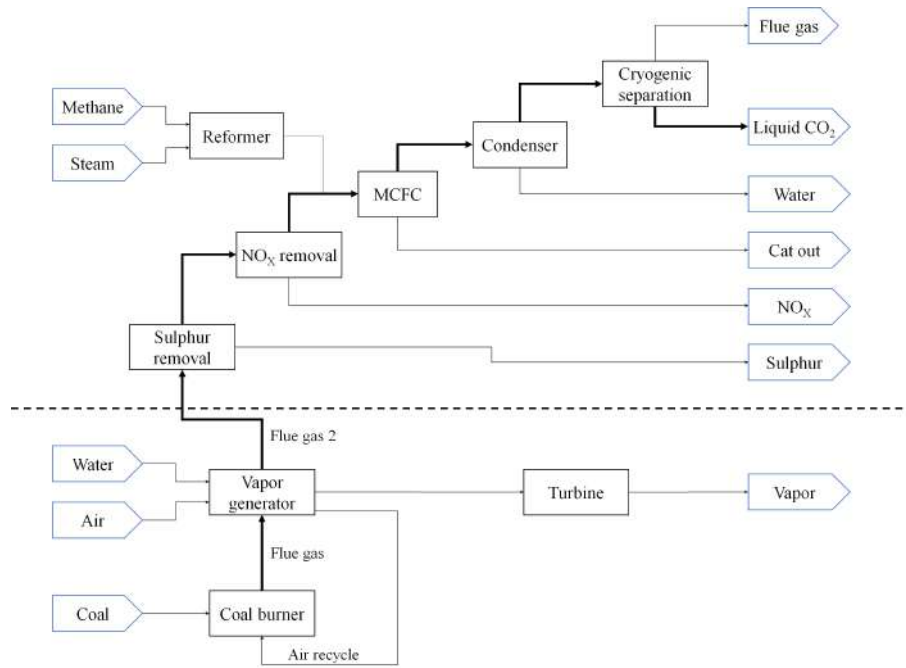 Flue gas
Cryogenic
separation
Methane
Liquid CO₂
Reformer
Condenser
Steam
MCFC
Water
NOX removal
Cat out
NOX
Sulphur
removal
Sulphur
Flue gas 2
Water
Vapor
generator
Turbine
Vapor
Air
Flue gas
Coal
Coal burner
Air recycle